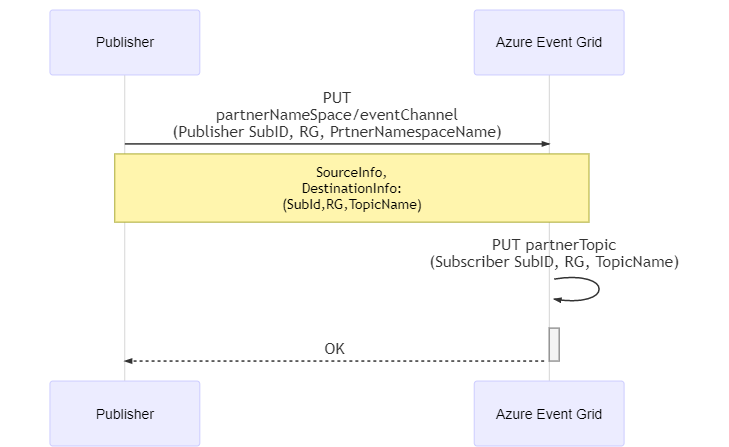 Publisher
Azure Event Grid
PUT
partnerNameSpace/eventChannel
(Publisher SubID, RG, PrtnerNamespaceName)
SourceInfo,
DestinationInfo:
(SubId,RG,TopicName)
PUT partnerTopic
(Subscriber SubID, RG, TopicName)
OK
Publisher
Azure Event Grid